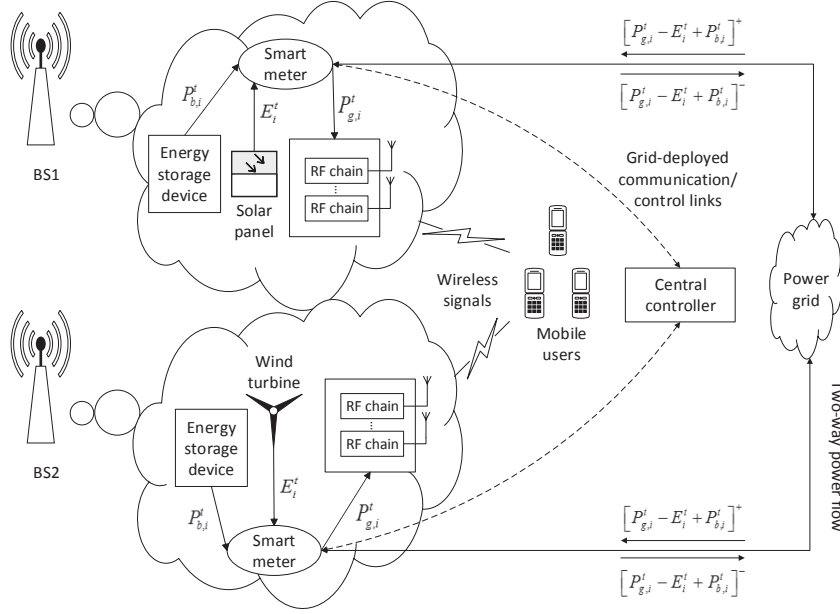 [P_{g,i}^t − E_i^t + P_{b,i}^t]^+
[P_{g,i}^t − E_i^t + P_{b,i}^t]^−
Smart
meter
P_{b,i}^t
E_i^t
P_{g,i}^t
Energy
storage
device
Solar
panel
RF chain
...
RF chain
BS1
Grid-deployed
communication/
control links
Wireless
signals
Mobile
users
Central
controller
Power
grid
Two-way power flow
Wind
turbine
RF chain
...
RF chain
Energy
storage
device
BS2
P_{b,i}^t
E_i^t
P_{g,i}^t
Smart
meter
[P_{g,i}^t − E_i^t + P_{b,i}^t]^+
[P_{g,i}^t − E_i^t + P_{b,i}^t]^−